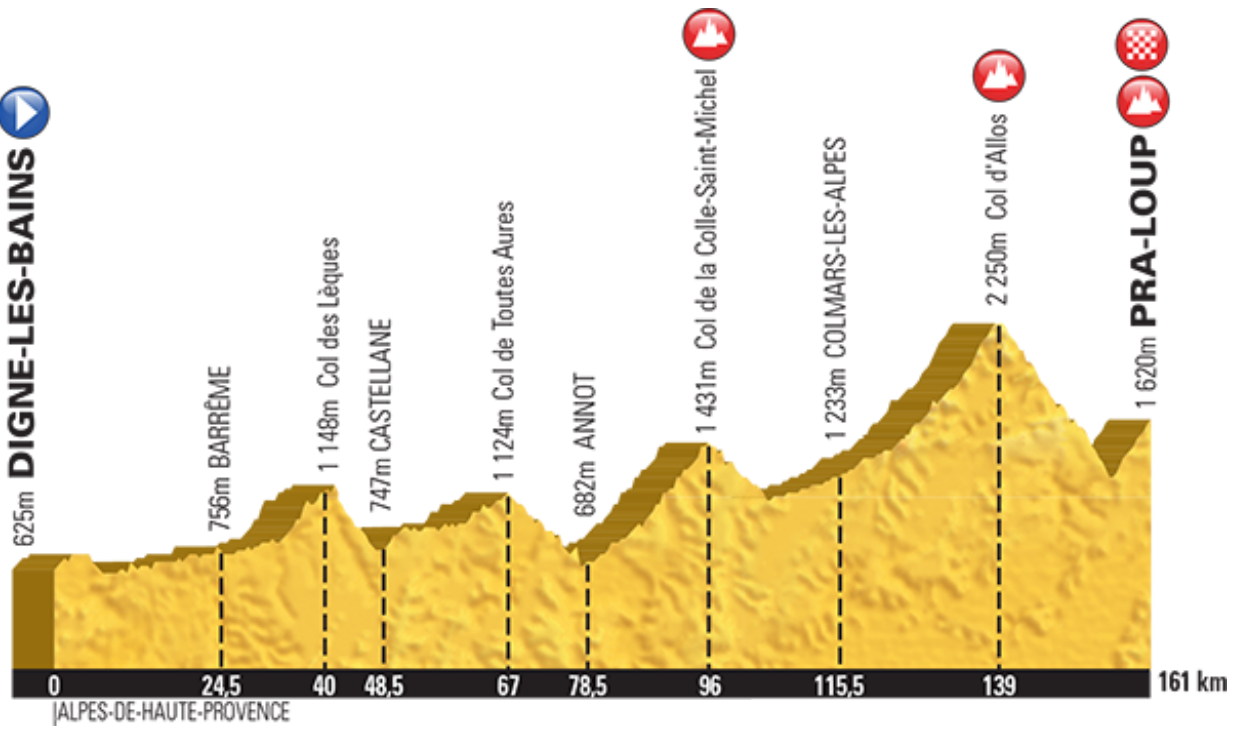 625m DIGNE-LES-BAINS
756m BARRÊME
1 148m Col des Lèques
747m CASTELLANE
1 124m Col de Toutes Aures
682m ANNOT
1 431m Col de la Colle-Saint-Michel
1 233m COLMARS-LES-ALPES
2 250m Col d'Allos
1 620m PRA-LOUP
0 24,5 40 48,5 67 78,5 96 115,5 139 161 km
ALPES-DE-HAUTE-PROVENCE